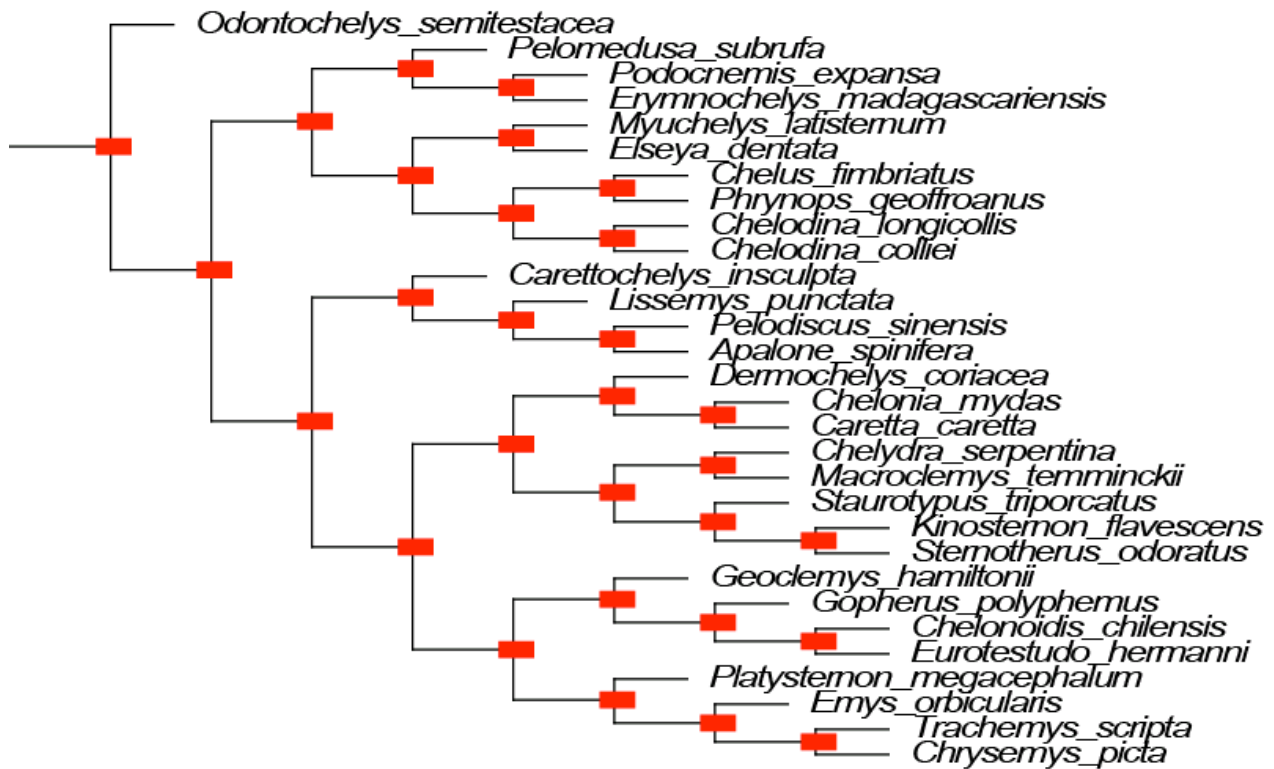 Odontochelys_semitestacea
Pelomedusa_subrufa
Podocnemis_expansa
Erymnochelys_madagascariensis
Myuchelys_latisternum
Elseya_dentata
Chelus_fimbriatus
Phrynops_geoffroanus
Chelodina_longicollis
Chelodina_colliei
Carettochelys_insculpta
Lissemys_punctata
Pelodiscus_sinensis
Apalone_spinifera
Dermochelys_coriacea
Chelonia_mydas
Caretta_caretta
Chelydra_serpentina
Macroclemys_temminckii
Staurotypus_triporcatus
Kinosternon_flavescens
Sternotherus_odoratus
Geoclemys_hamiltonii
Gopherus_polyphemus
Chelonoidis_chilensis
Eurotestudo_hermanni
Platysternon_megacephalum
Emys_orbicularis
Trachemys_scripta
Chrysemys_picta